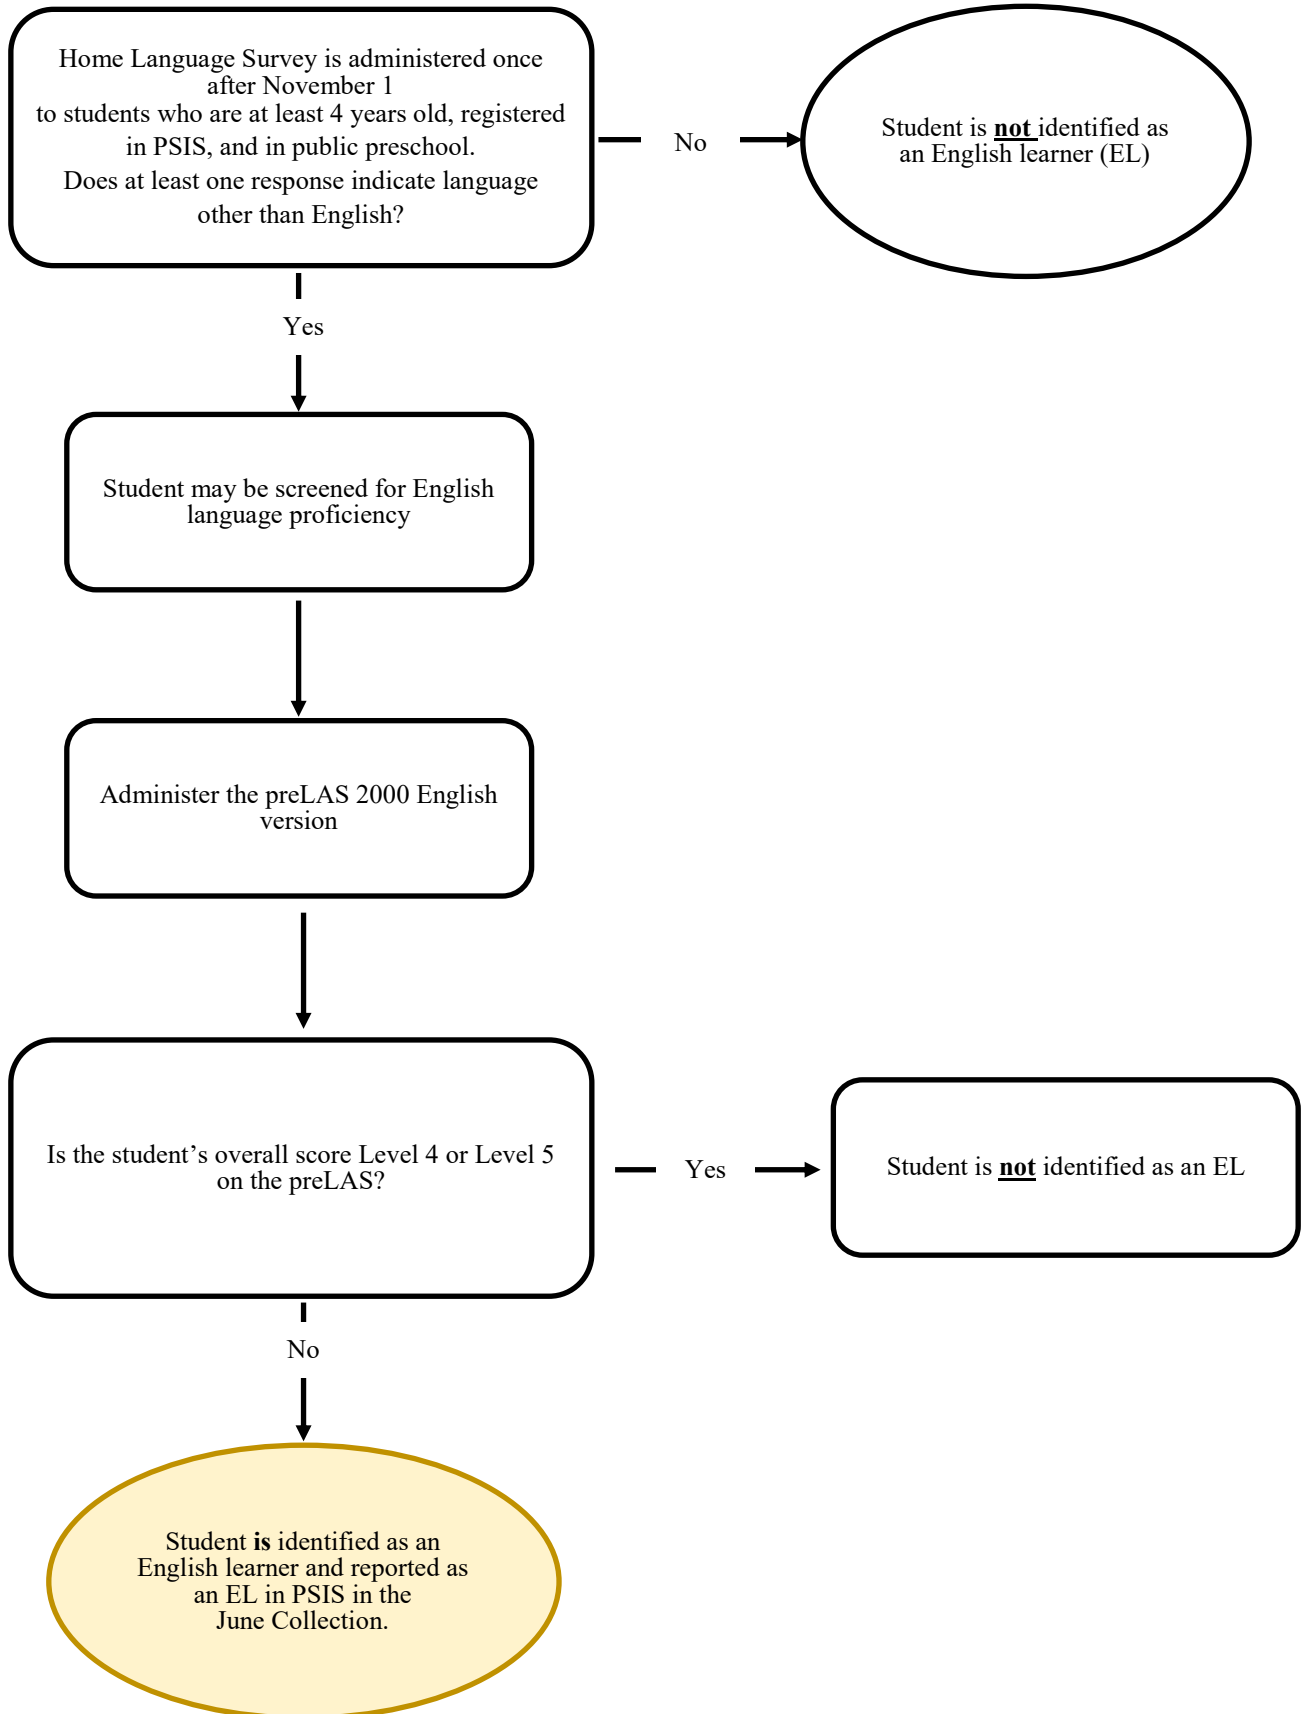 Home Language Survey is administered once
after November 1
to students who are at least 4 years old, registered
in PSIS, and in public preschool.
Does at least one response indicate language
other than English?
No
Student is not identified as
an English learner (EL)
Yes
Student may be screened for English
language proficiency
Administer the preLAS 2000 English
version
Is the student’s overall score Level 4 or Level 5
on the preLAS?
Yes
Student is not identified as an EL
No
Student is identified as an
English learner and reported as
an EL in PSIS in the
June Collection.